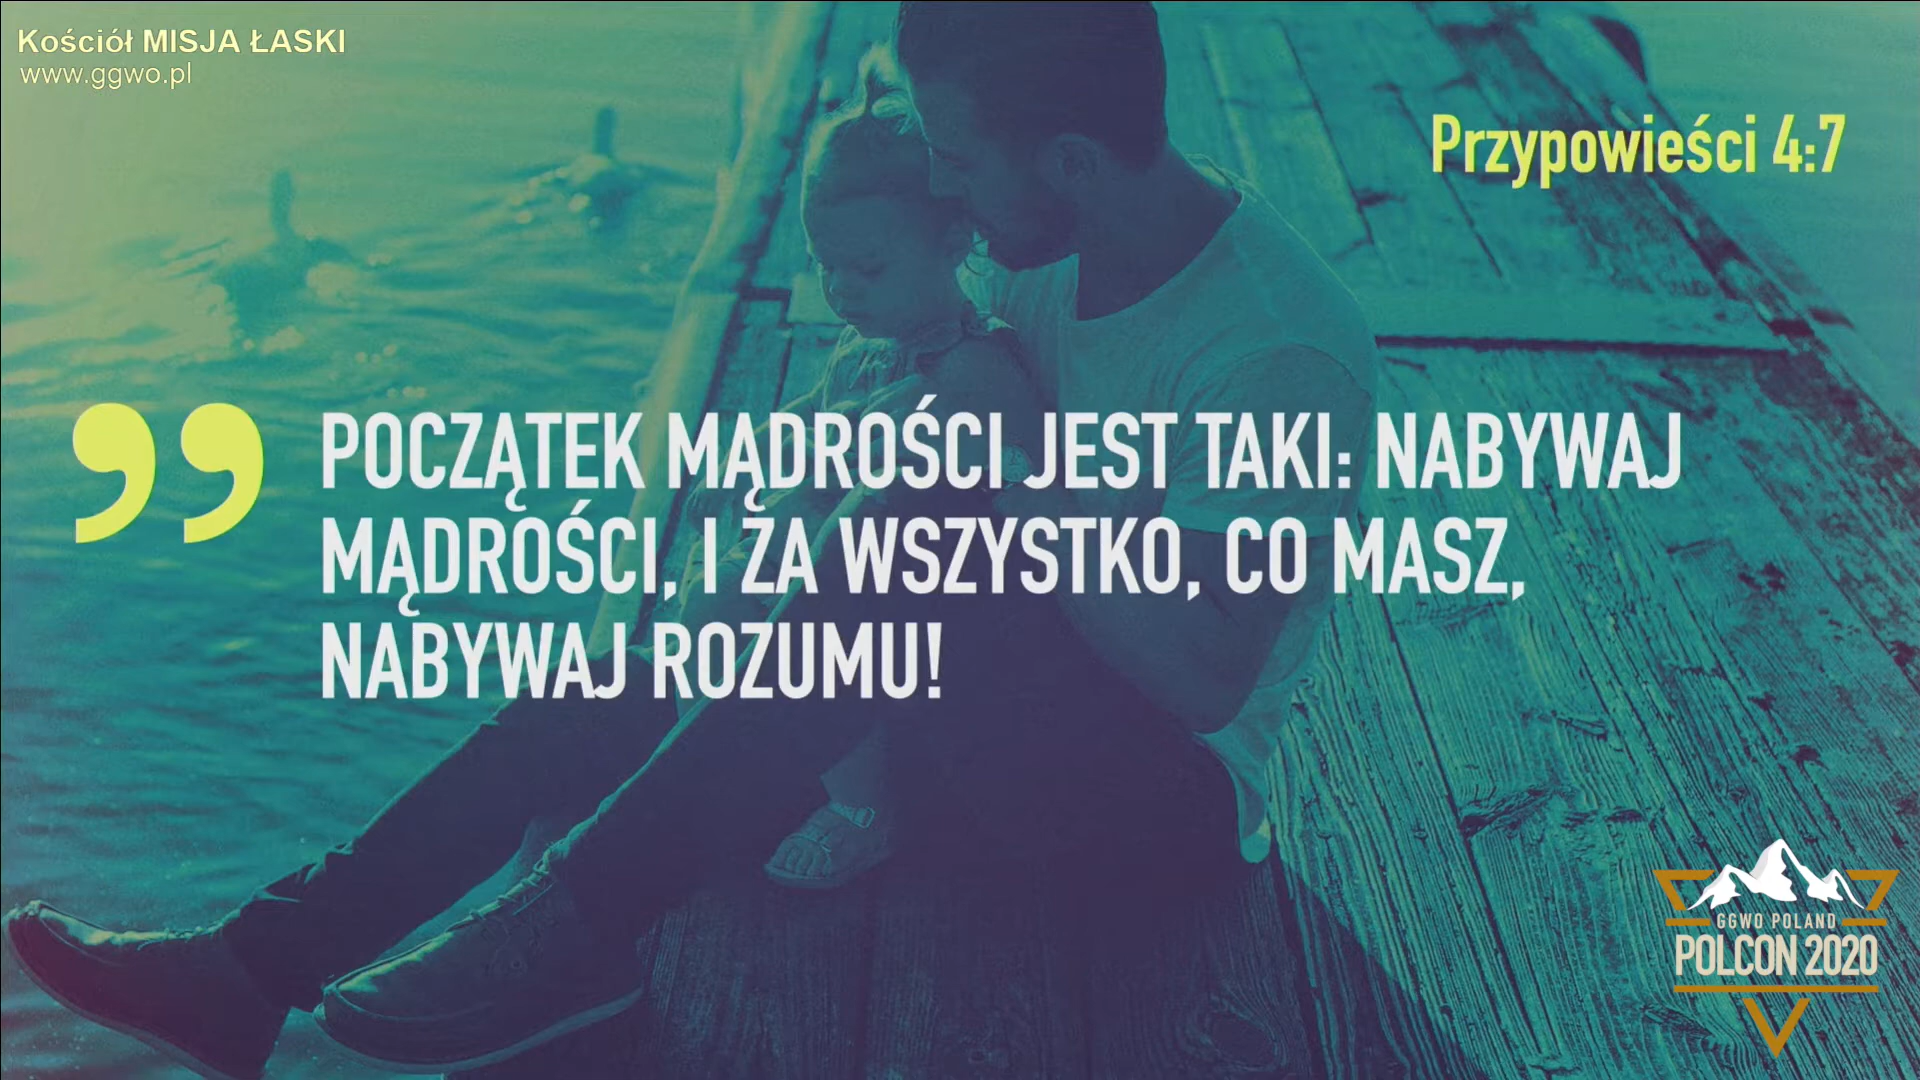 Kościół MISJA ŁASKI
www.ggwo.pl
Przypowieści 4:7
POCZĄTEK MĄDROŚCI JEST TAKI: NABYWAJ
MĄDROŚCI, I ZA WSZYSTKO, CO MASZ,
NABYWAJ ROZUMU!
GGWO POLAND
POLCON 2020